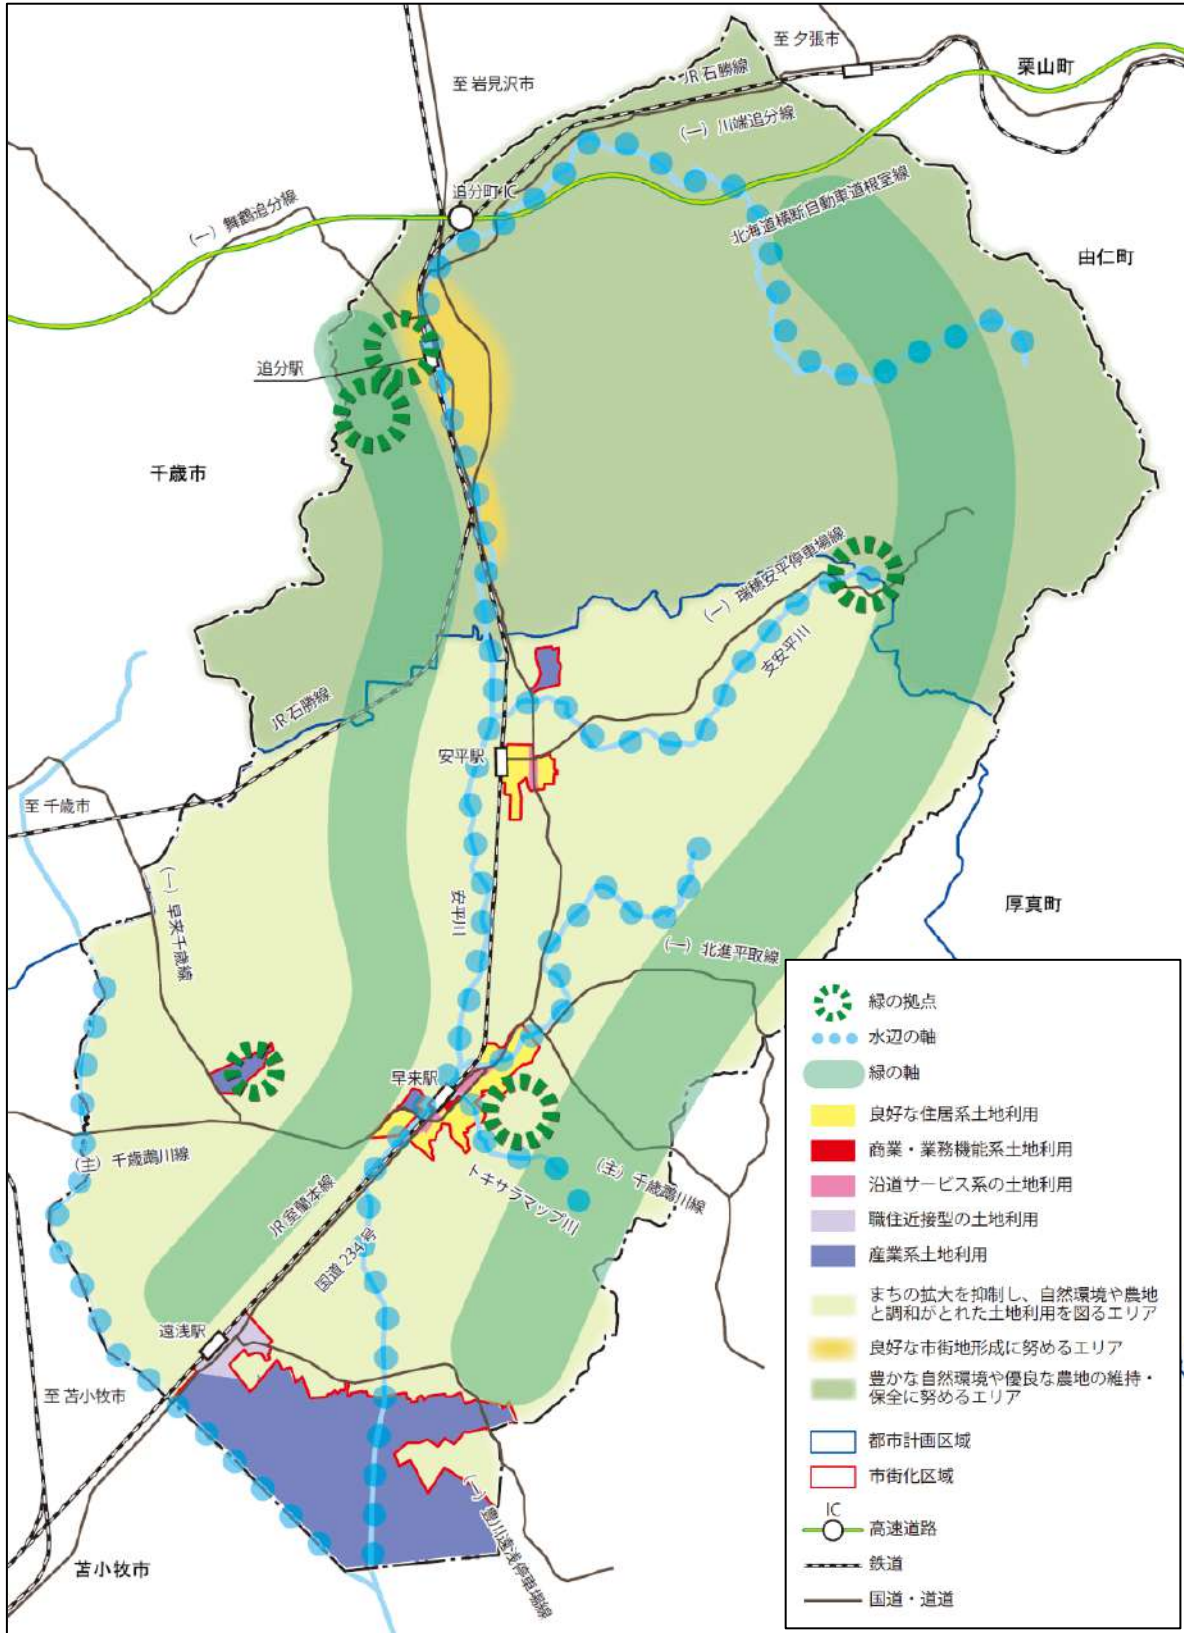 至 夕張市
栗山町
JR 石勝線
至 岩見沢市
(一) 川端追分線
追分町 IC
(一) 舞鶴追分線
北海道横断自動車道根室線
由仁町
追分駅
千歳市
(一) 瑞穂安平停車場線
支安平川
JR 石勝線
安平駅
至 千歳市
(一) 早来千歳線
安平川
厚真町
(一) 北進平取線
早来駅
(主) 千歳鵡川線
トキサラマップ川
(主) 千歳鵡川線
JR 室蘭本線
国道 234 号
遠浅駅
至 苫小牧市
(一) 豊川遠浅停車場線
苫小牧市
緑の拠点
水辺の軸
緑の軸
良好な住居系土地利用
商業・業務機能系土地利用
沿道サービス系の土地利用
職住近接型の土地利用
産業系土地利用
まちの拡大を抑制し、自然環境や農地
と調和がとれた土地利用を図るエリア
良好な市街地形成に努めるエリア
豊かな自然環境や優良な農地の維持・
保全に努めるエリア
都市計画区域
市街化区域
IC
高速道路
鉄道
国道・道道